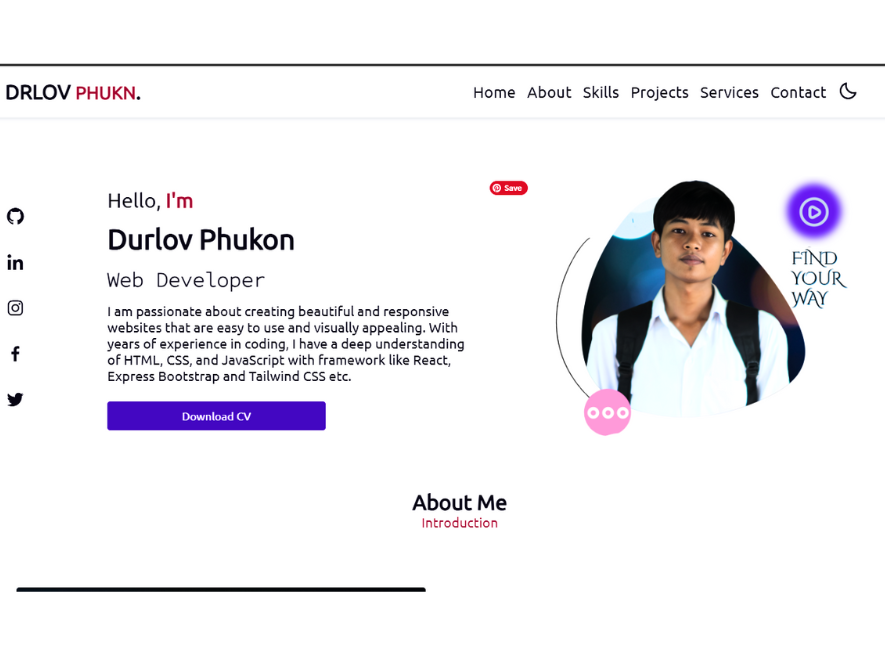 DRLOV PHUKN.
Home About Skills Projects Services Contact
Hello, I'm
Durlov Phukon
Web Developer
I am passionate about creating beautiful and responsive
websites that are easy to use and visually appealing. With
years of experience in coding, I have a deep understanding
of HTML, CSS, and JavaScript with framework like React,
Express Bootstrap and Tailwind CSS etc.
Download CV
Save
FIND
YOUR
WAY
About Me
Introduction